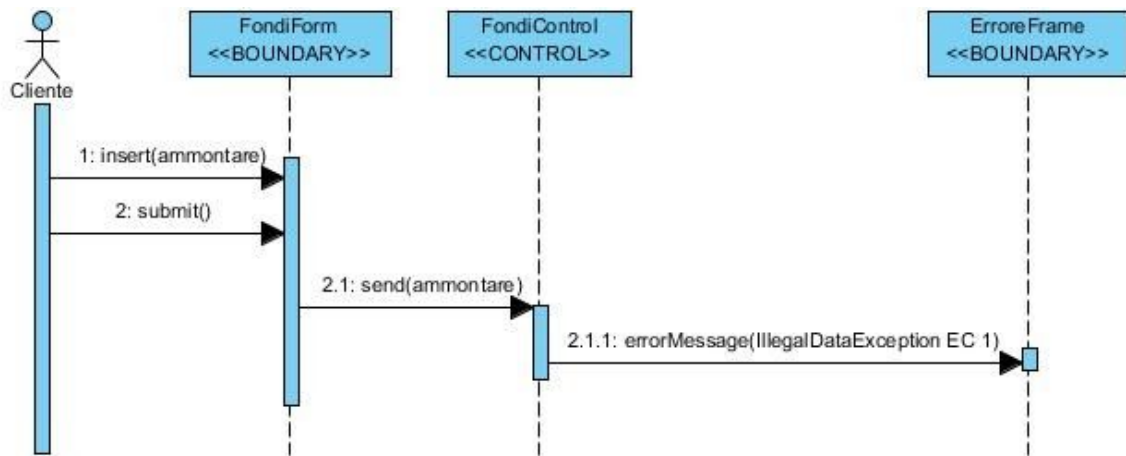 FondiForm
<<BOUNDARY>>
FondiControl
<<CONTROL>>
ErroreFrame
<<BOUNDARY>>
Cliente
1: insert(ammontare)
2: submit()
2.1: send(ammontare)
2.1.1: errorMessage(IllegalDataException EC 1)